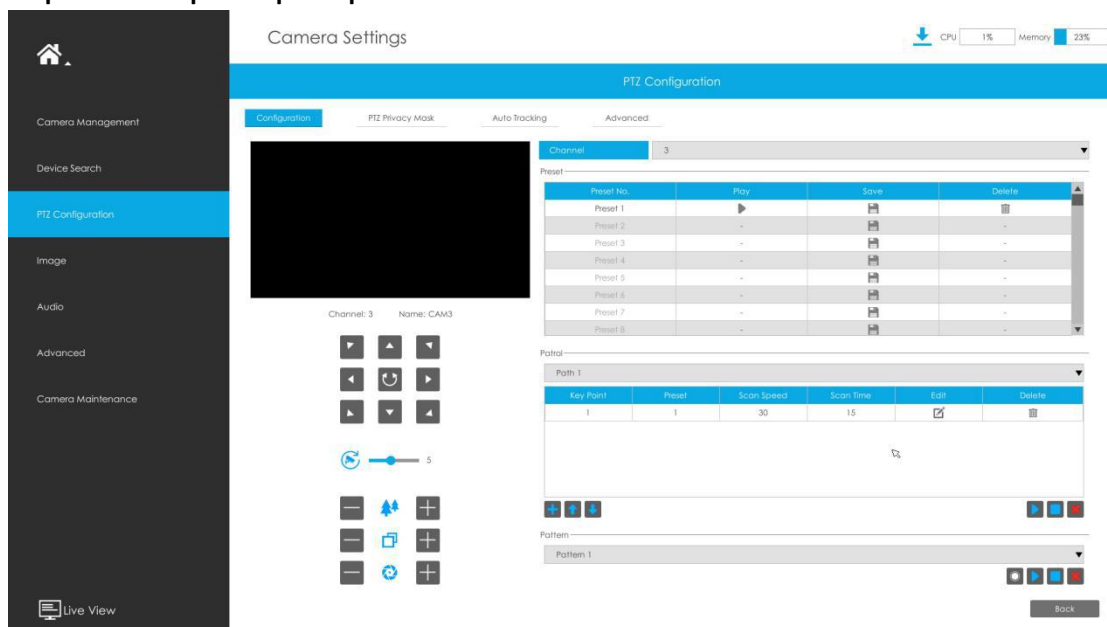 Camera Settings
CPU 1% Memory 23%
PTZ Configuration
Camera Management
Device Search
PTZ Configuration
Image
Audio
Advanced
Camera Maintenance
Live View
Configuration PTZ Privacy Mask Auto Tracking Advanced
Channel: 3 Name: CAM3
5
Channel 3
Preset
Preset No. Play Save Delete
Preset 1
Preset 2 - -
Preset 3 - -
Preset 4 - -
Preset 5 - -
Preset 6 - -
Preset 7 - -
Preset 8 - -
Patrol
Path 1
Key Point Preset Scan Speed Scan Time Edit Delete
1 1 30 15
Pattern
Pattern 1
Back